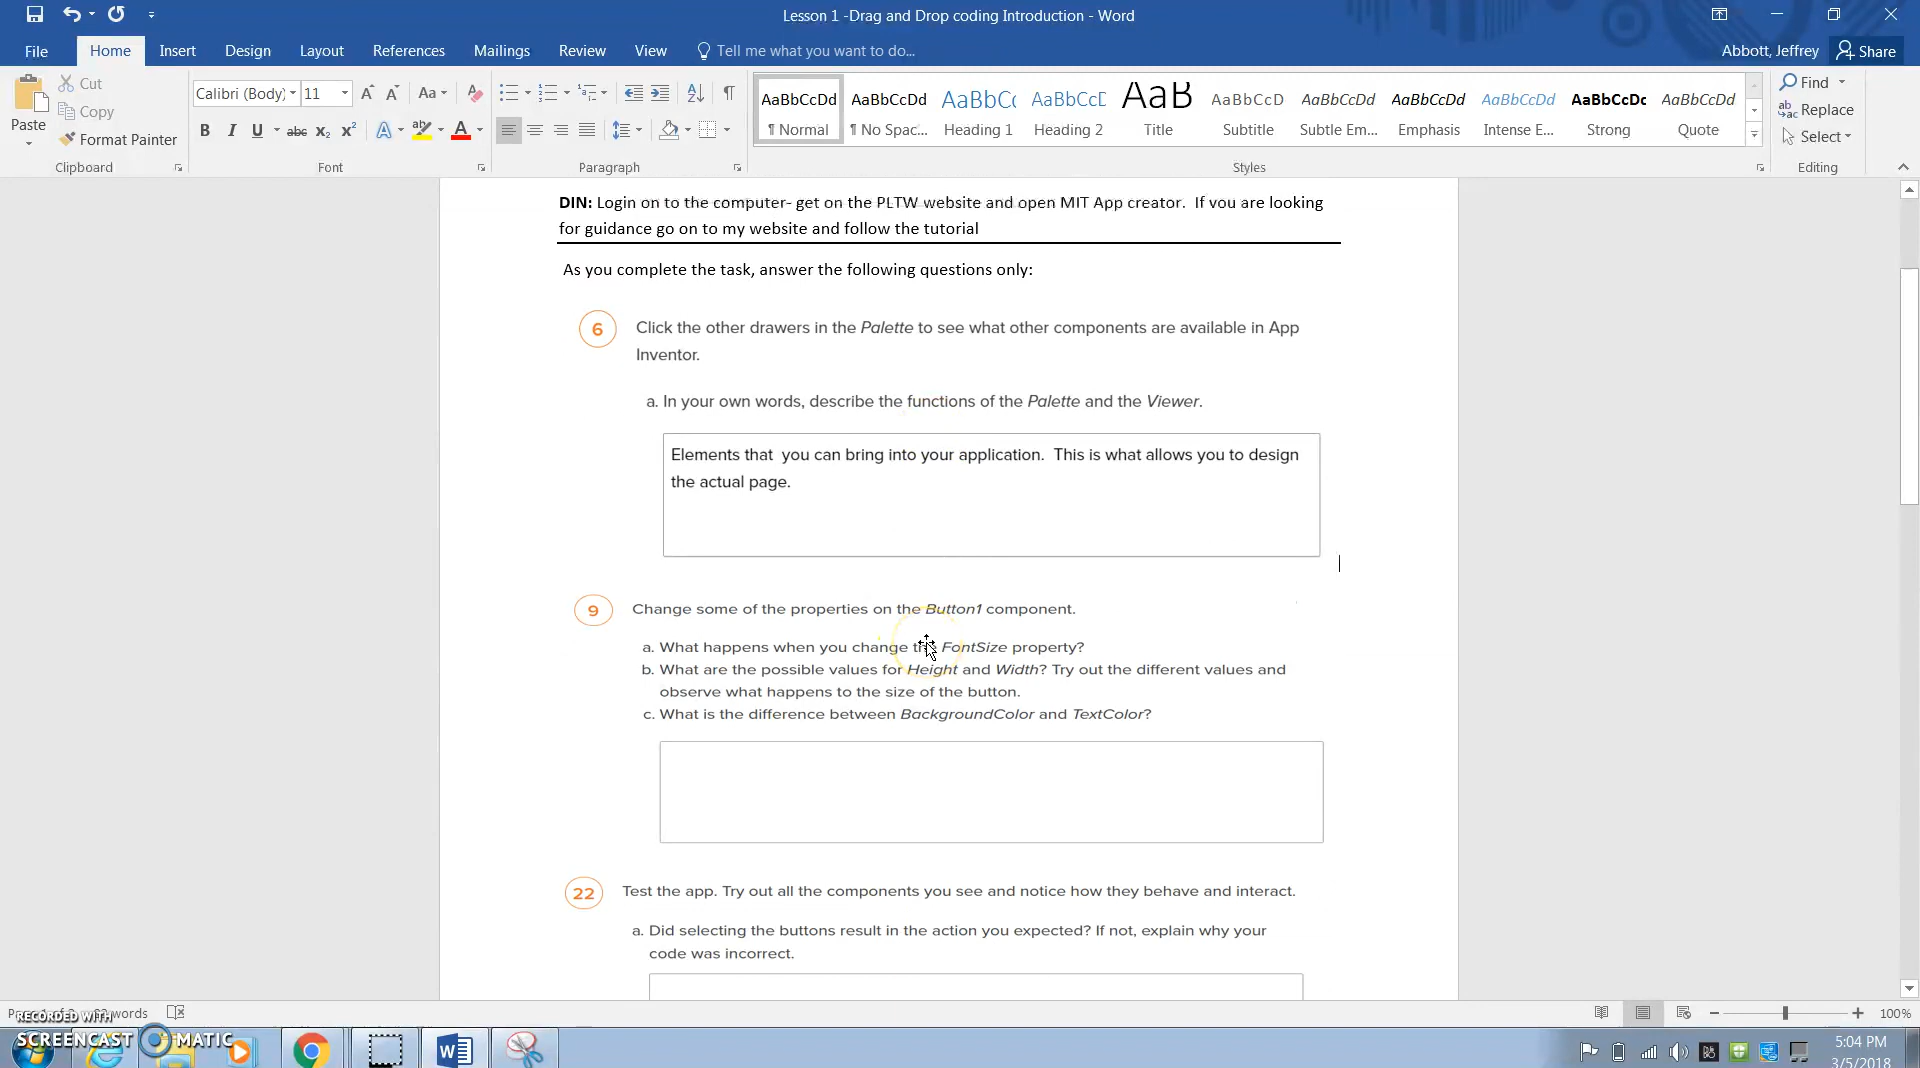 Lesson 1 -Drag and Drop coding Introduction - Word
File Home Insert Design Layout References Mailings Review View Tell me what you want to do... Abbott, Jeffrey Share
Paste
Cut
Copy
Format Painter
Clipboard
Calibri (Body) 11
Font
Paragraph
AaBbCcDd AaBbCcDd AaBbCc AaBbCcD AaB AaBbCcD AaBbCcDd AaBbCcDd AaBbCcDd AaBbCcDc AaBbCcDd
¶ Normal ¶ No Spac... Heading 1 Heading 2 Title Subtitle Subtle Em... Emphasis Intense E... Strong Quote
Styles
Find
Replace
Select
Editing
DIN: Login on to the computer- get on the PLTW website and open MIT App creator. If you are looking
for guidance go on to my website and follow the tutorial
As you complete the task, answer the following questions only:
6 Click the other drawers in the Palette to see what other components are available in App
Inventor.
a. In your own words, describe the functions of the Palette and the Viewer.
Elements that you can bring into your application. This is what allows you to design
the actual page.
9 Change some of the properties on the Button1 component.
a. What happens when you change the FontSize property?
b. What are the possible values for Height and Width? Try out the different values and
observe what happens to the size of the button.
c. What is the difference between BackgroundColor and TextColor?
22 Test the app. Try out all the components you see and notice how they behave and interact.
a. Did selecting the buttons result in the action you expected? If not, explain why your
code was incorrect.
words
100%
RECORDED WITH
SCREENCAST MATIC
5:04 PM
3/5/2018